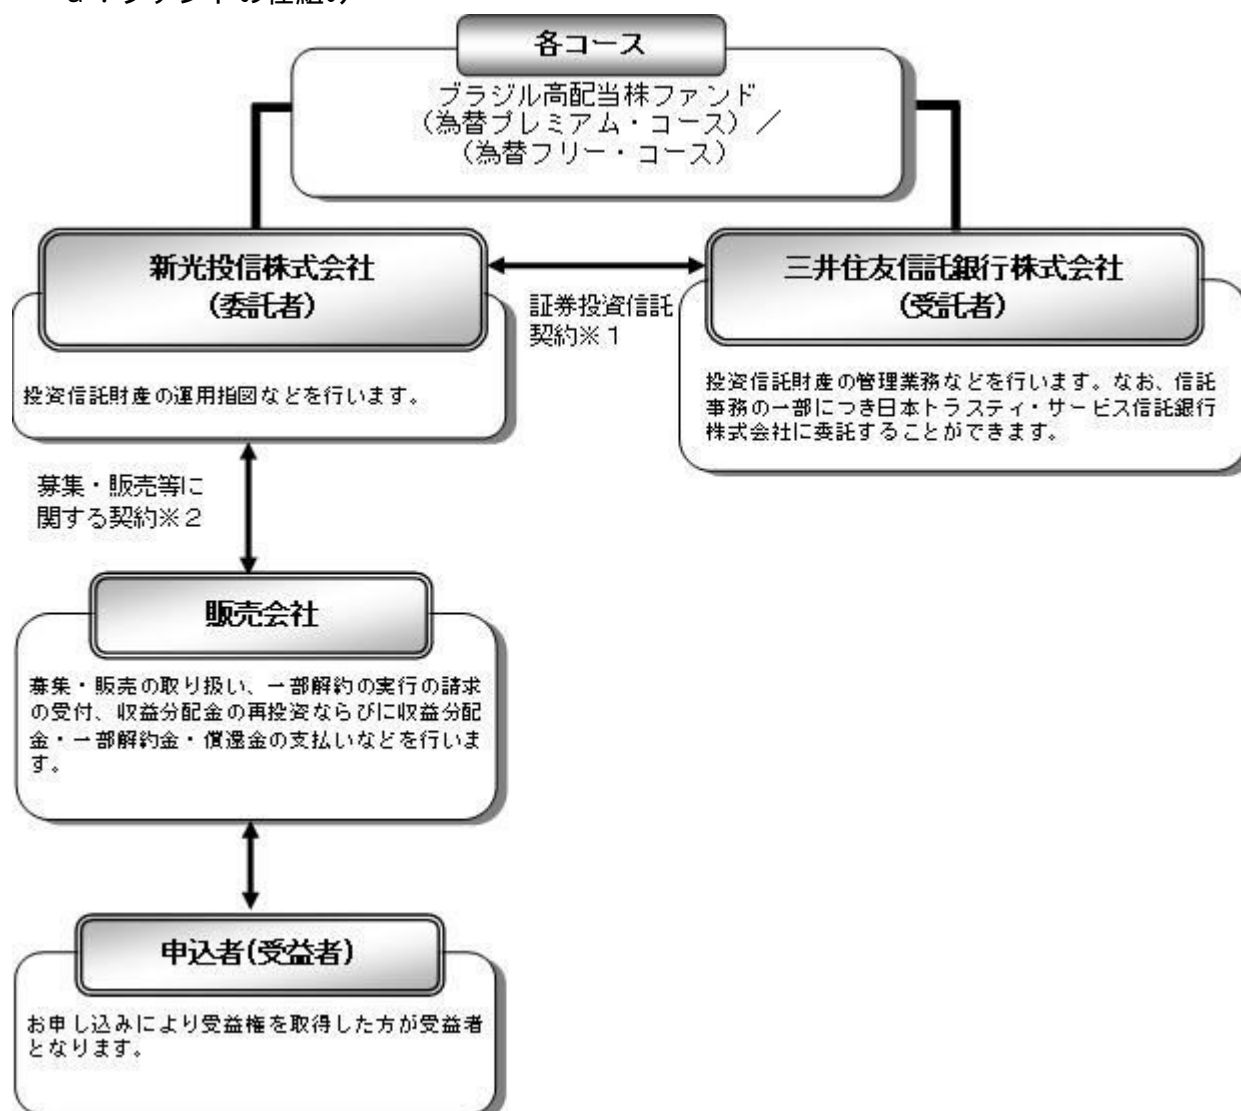 ａ．ファンドの仕組み
各コース
ブラジル高配当株ファンド
（為替プレミアム・コース）／
（為替フリー・コース）
新光投信株式会社
(委託者)
証券投資信託
契約※１
三井住友信託銀行株式会社
(受託者)
投資信託財産の運用指図などを行います。
投資信託財産の管理業務などを行います。なお、信託
事務の一部につき日本トラスティ・サービス信託銀行
株式会社に委託することができます。
募集・販売等に
関する契約※２
販売会社
募集・販売の取り扱い、一部解約の実行の請求
の受付、収益分配金の再投資ならびに収益分配
金・一部解約金・償還金の支払いなどを行いま
す。
申込者(受益者)
お申し込みにより受益権を取得した方が受益者
となります。